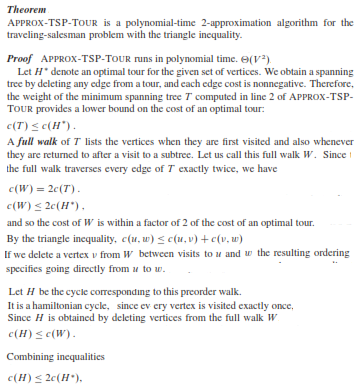 Theorem
APPROX-TSP-TOUR is a polynomial-time 2-approximation algorithm for the
traveling-salesman problem with the triangle inequality.
Proof APPROX-TSP-TOUR runs in polynomial time. Θ(V²)
Let H* denote an optimal tour for the given set of vertices. We obtain a spanning
tree by deleting any edge from a tour, and each edge cost is nonnegative. Therefore,
the weight of the minimum spanning tree T computed in line 2 of APPROX-TSP-
TOUR provides a lower bound on the cost of an optimal tour:
c(T) ≤ c(H*) .
A full walk of T lists the vertices when they are first visited and also whenever
they are returned to after a visit to a subtree. Let us call this full walk W. Since
the full walk traverses every edge of T exactly twice, we have
c(W) = 2c(T) .
c(W) ≤ 2c(H*) ,
and so the cost of W is within a factor of 2 of the cost of an optimal tour.
By the triangle inequality, c(u, w) ≤ c(u, v) + c(v, w)
If we delete a vertex v from W between visits to u and w the resulting ordering
specifies going directly from u to w.
Let H be the cycle corresponding to this preorder walk.
It is a hamiltonian cycle, since ev ery vertex is visited exactly once,
Since H is obtained by deleting vertices from the full walk W
c(H) ≤ c(W) .
Combining inequalities
c(H) ≤ 2c(H*),